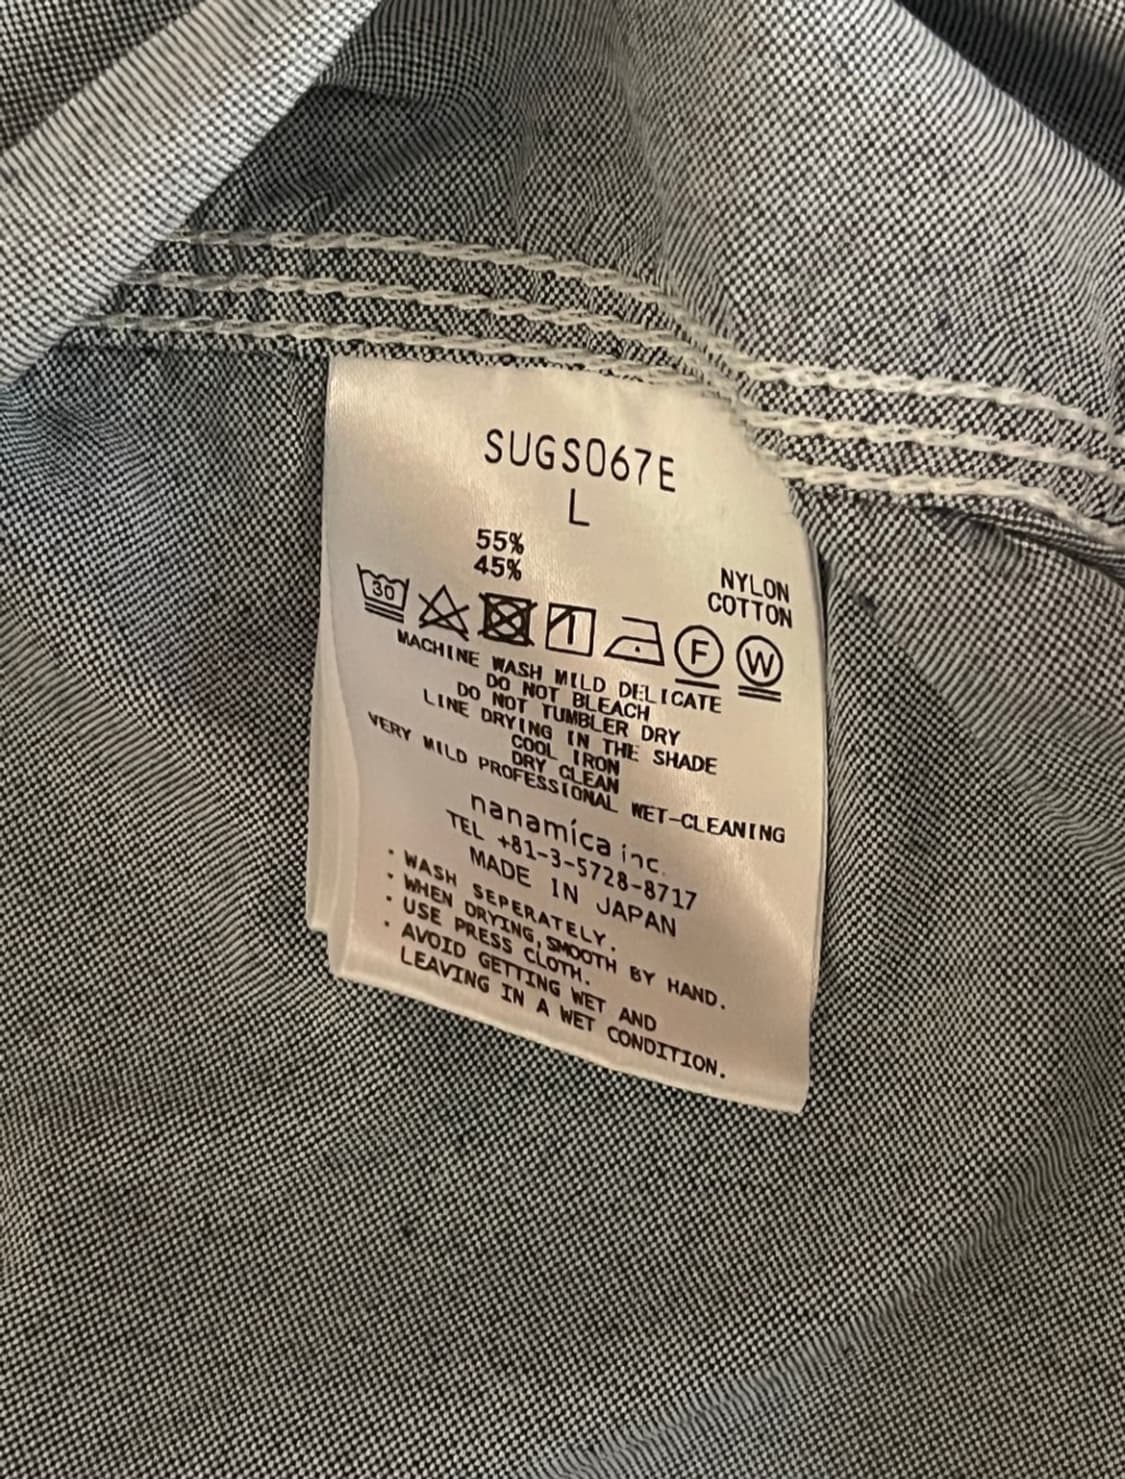 SUGS067E
L
55% NYLON
45% COTTON
30 F W
MACHINE WASH MILD DELICATE
DO NOT BLEACH
DO NOT TUMBLER DRY
LINE DRYING IN THE SHADE
COOL IRON
DRY CLEAN
VERY MILD PROFESSIONAL WET-CLEANING
nanamica inc.
TEL +81-3-5728-8717
MADE IN JAPAN
· WASH SEPERATELY.
· WHEN DRYING, SMOOTH BY HAND.
· USE PRESS CLOTH.
· AVOID GETTING WET AND
LEAVING IN A WET CONDITION.